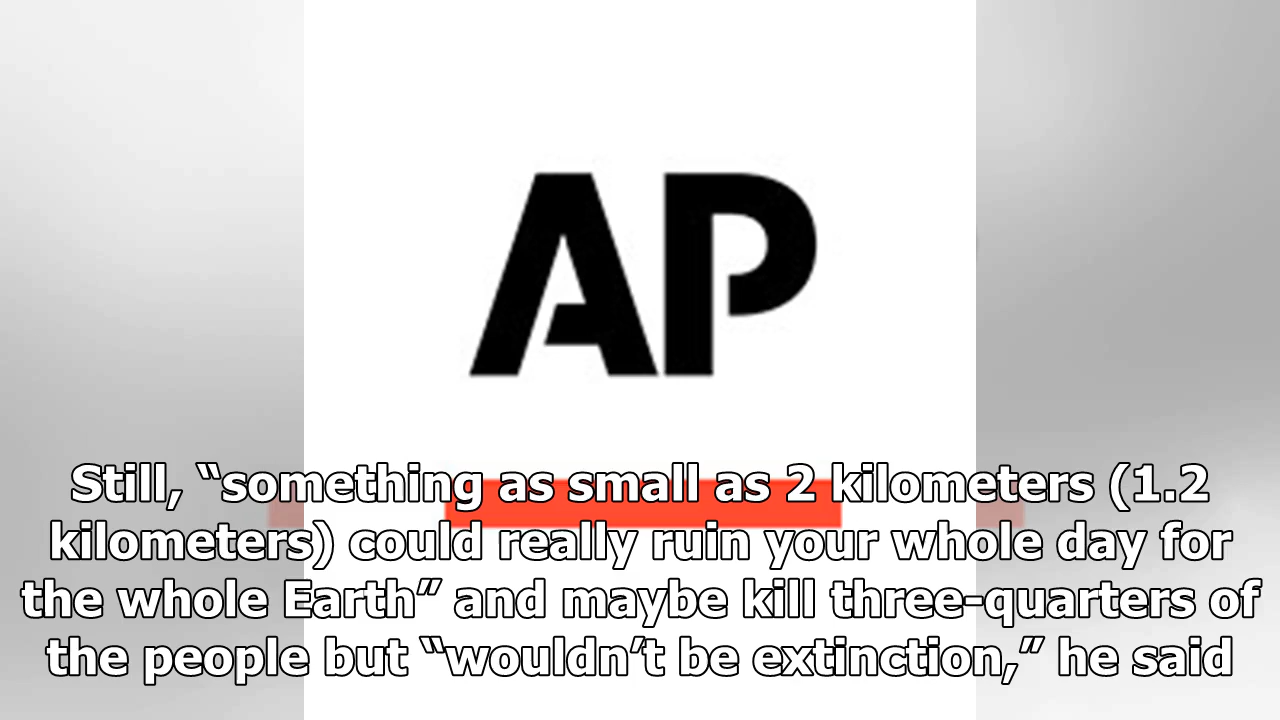 AP
Still, “something as small as 2 kilometers (1.2
kilometers) could really ruin your whole day for
the whole Earth” and maybe kill three-quarters of
the people but “wouldn’t be extinction,” he said